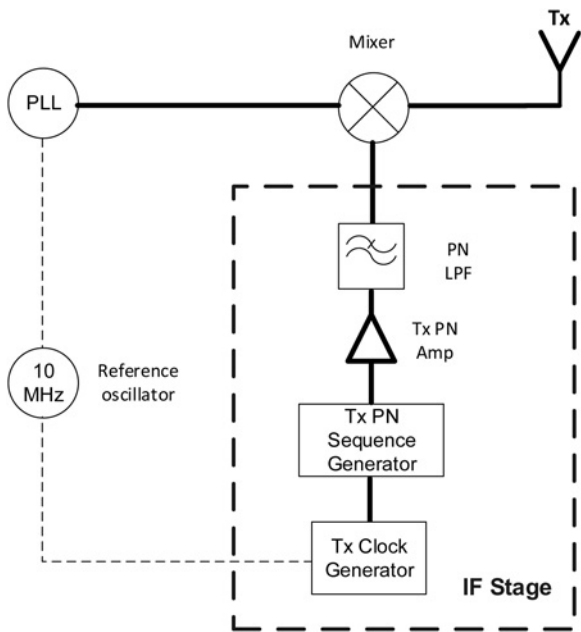 Tx
Mixer
PLL
PN
LPF
Tx PN
Amp
10
MHz
Reference
oscillator
Tx PN
Sequence
Generator
Tx Clock
Generator
IF Stage